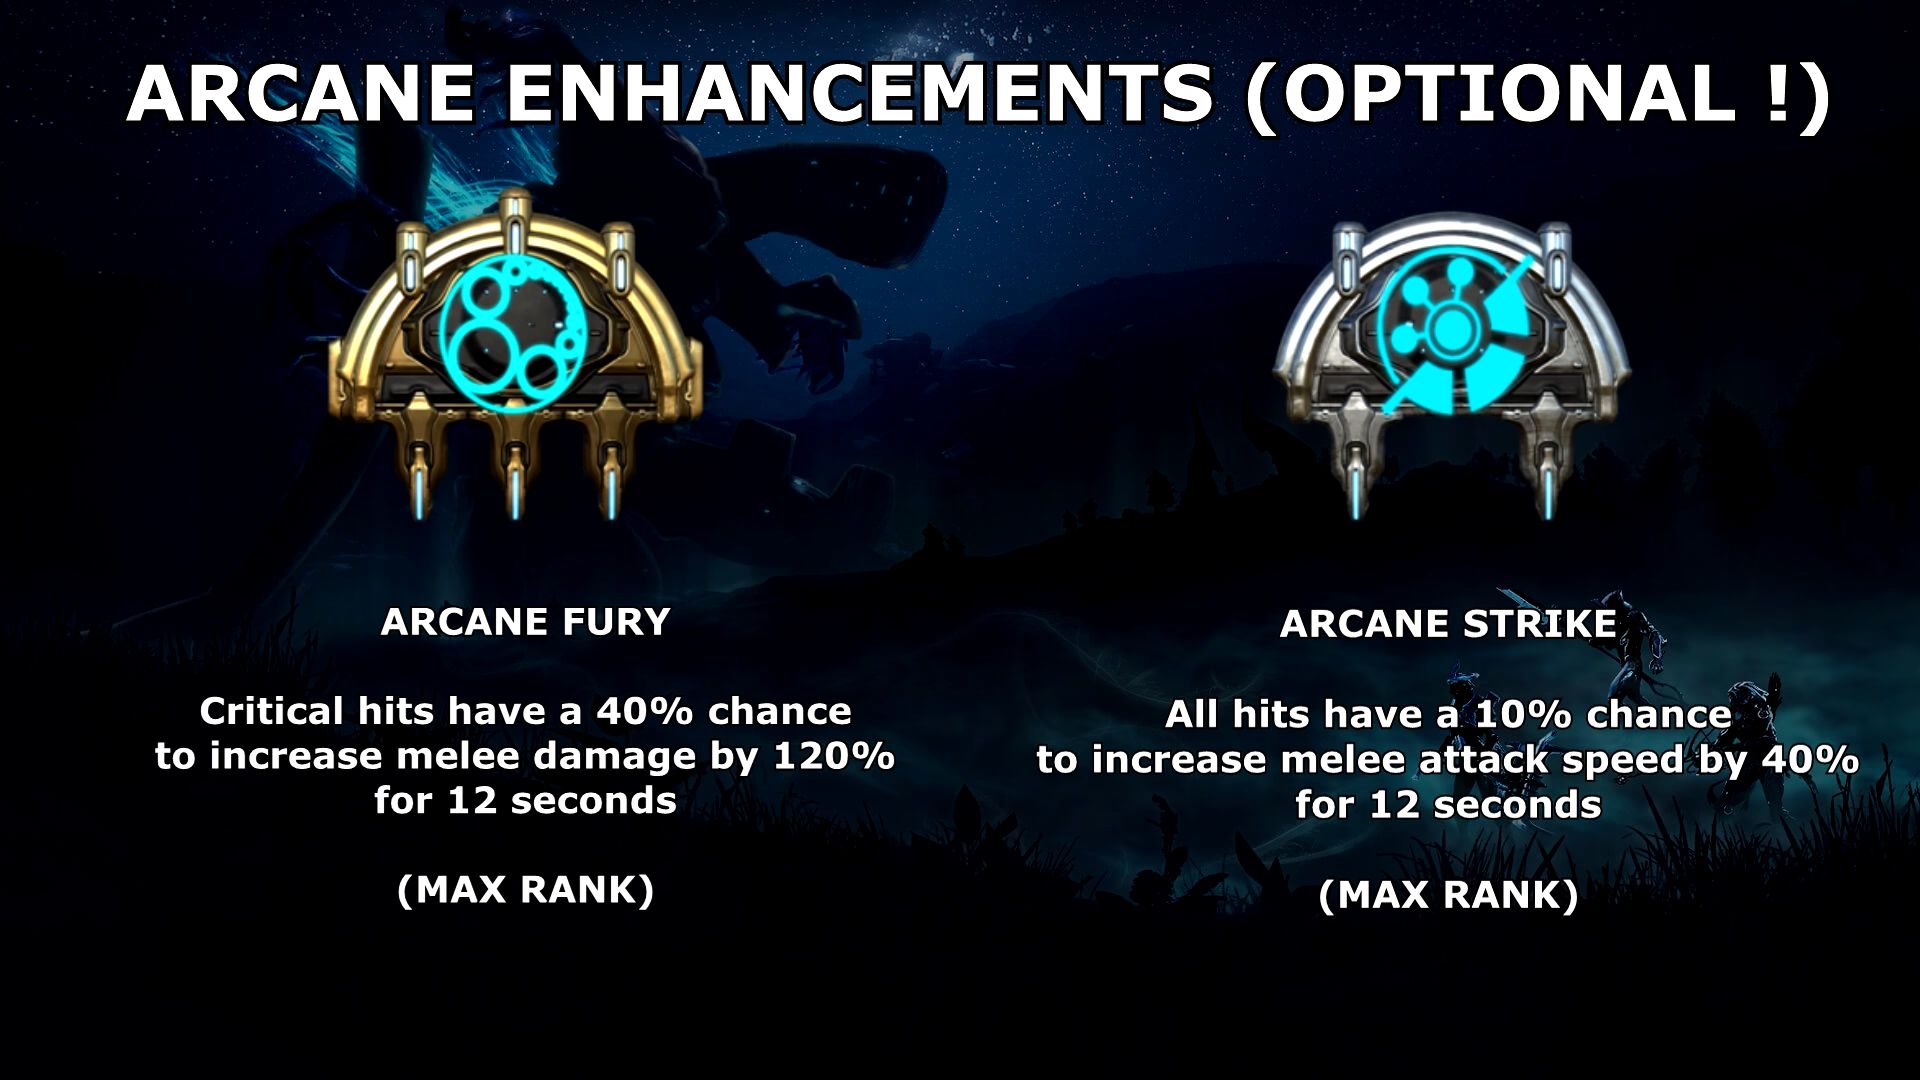 ARCANE ENHANCEMENTS (OPTIONAL !)
ARCANE FURY
Critical hits have a 40% chance
to increase melee damage by 120%
for 12 seconds
(MAX RANK)
ARCANE STRIKE
All hits have a 10% chance
to increase melee attack speed by 40%
for 12 seconds
(MAX RANK)